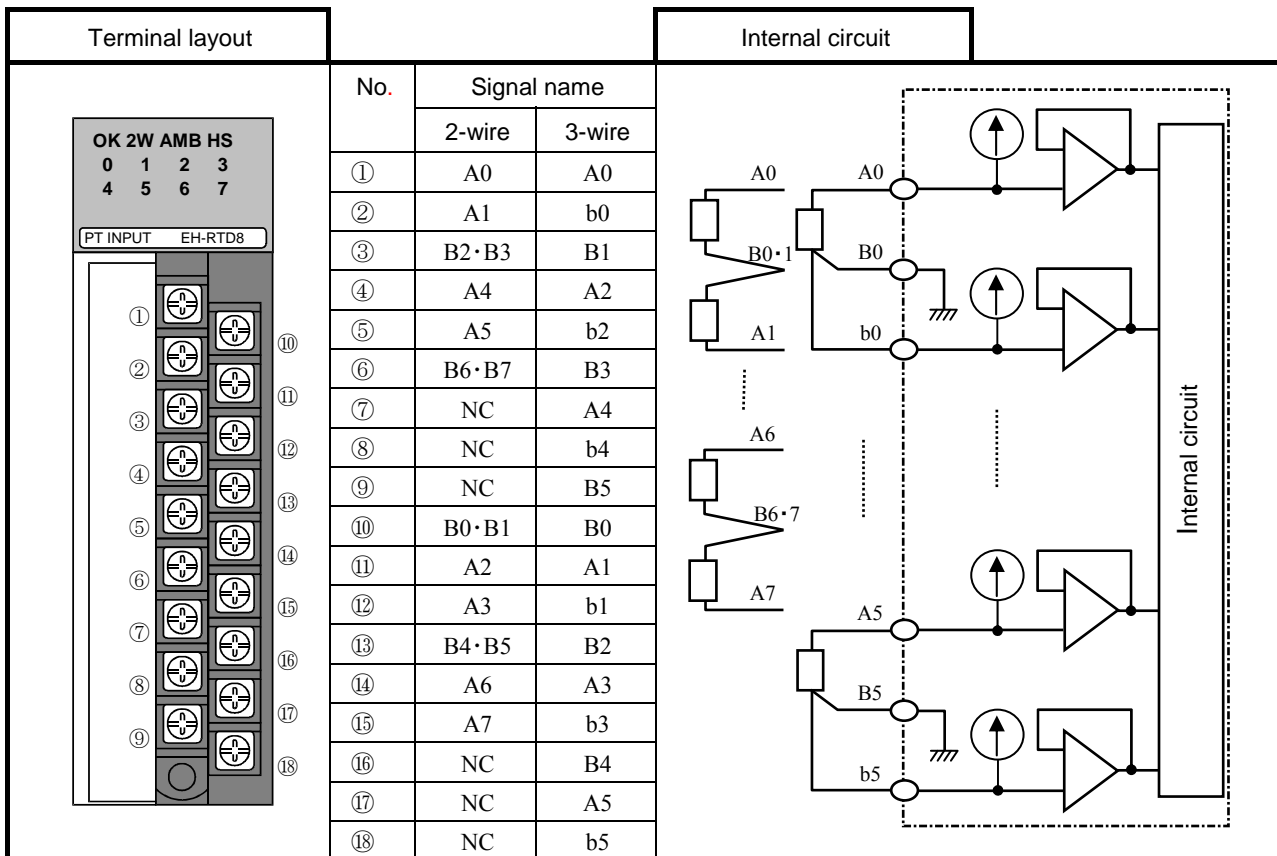 Terminal layout
Internal circuit
No.
Signal name
2-wire
3-wire
① A0 A0
② A1 b0
③ B2·B3 B1
④ A4 A2
⑤ A5 b2
⑥ B6·B7 B3
⑦ NC A4
⑧ NC b4
⑨ NC B5
⑩ B0·B1 B0
⑪ A2 A1
⑫ A3 b1
⑬ B4·B5 B2
⑭ A6 A3
⑮ A7 b3
⑯ NC B4
⑰ NC A5
⑱ NC b5
OK 2W AMB HS
0 1 2 3
4 5 6 7
PT INPUT EH-RTD8
①
②
③
④
⑤
⑥
⑦
⑧
⑨
⑩
⑪
⑫
⑬
⑭
⑮
⑯
⑰
⑱
A0
B0·1
A1
A6
B6·7
A7
A0
B0
b0
A5
B5
b5
Internal circuit